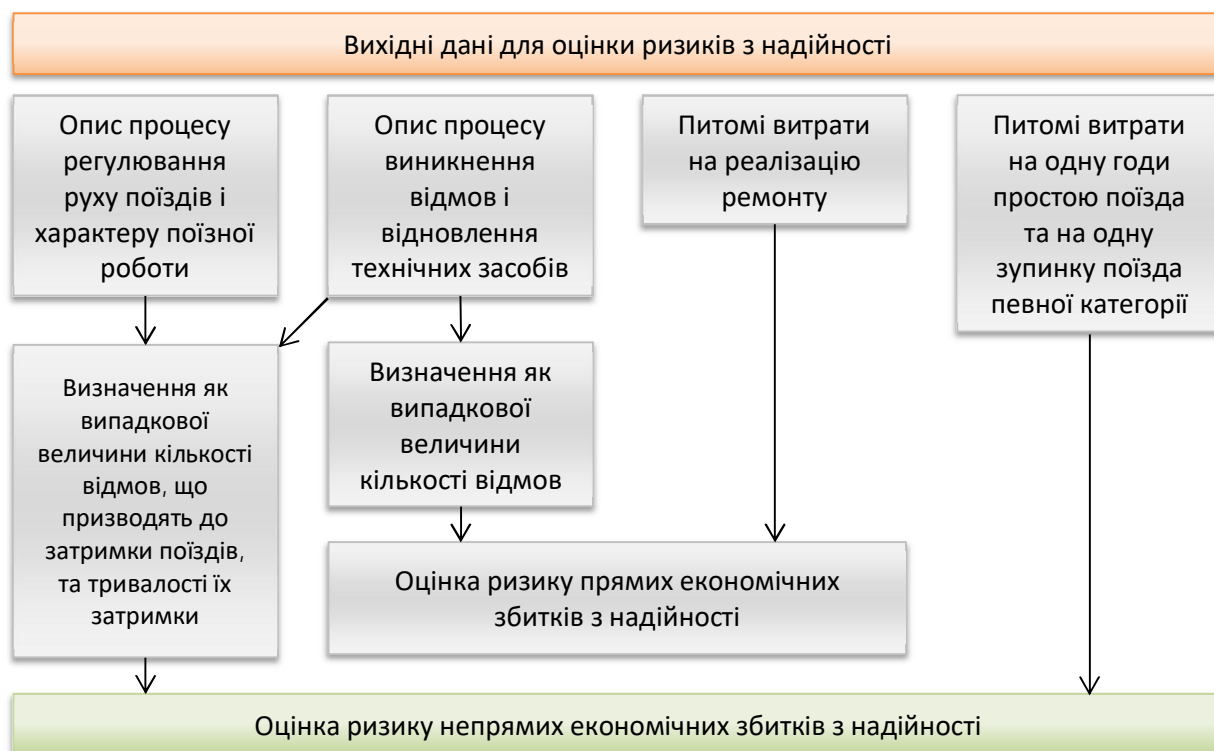 Вихідні дані для оцінки ризиків з надійності
Опис процесу
регулювання
руху поїздів і
характеру поїзної
роботи
Опис процесу
виникнення
відмов і
відновлення
технічних засобів
Питомі витрати
на реалізацію
ремонту
Питомі витрати
на одну годи
простою поїзда
та на одну
зупинку поїзда
певної категорії
Визначення як
випадкової
величини кількості
відмов, що
призводять до
затримки поїздів,
та тривалості їх
затримки
Визначення як
випадкової
величини
кількості відмов
Оцінка ризику прямих економічних
збитків з надійності
Оцінка ризику непрямих економічних збитків з надійності